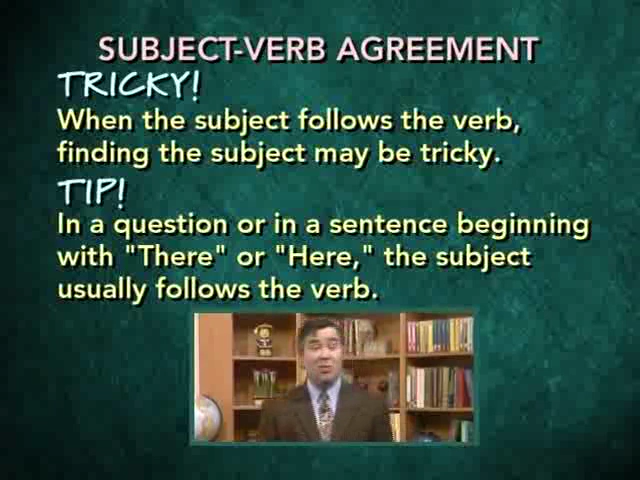 SUBJECT-VERB AGREEMENT
TRICKY!
When the subject follows the verb,
finding the subject may be tricky.
TIP!
In a question or in a sentence beginning
with "There" or "Here," the subject
usually follows the verb.